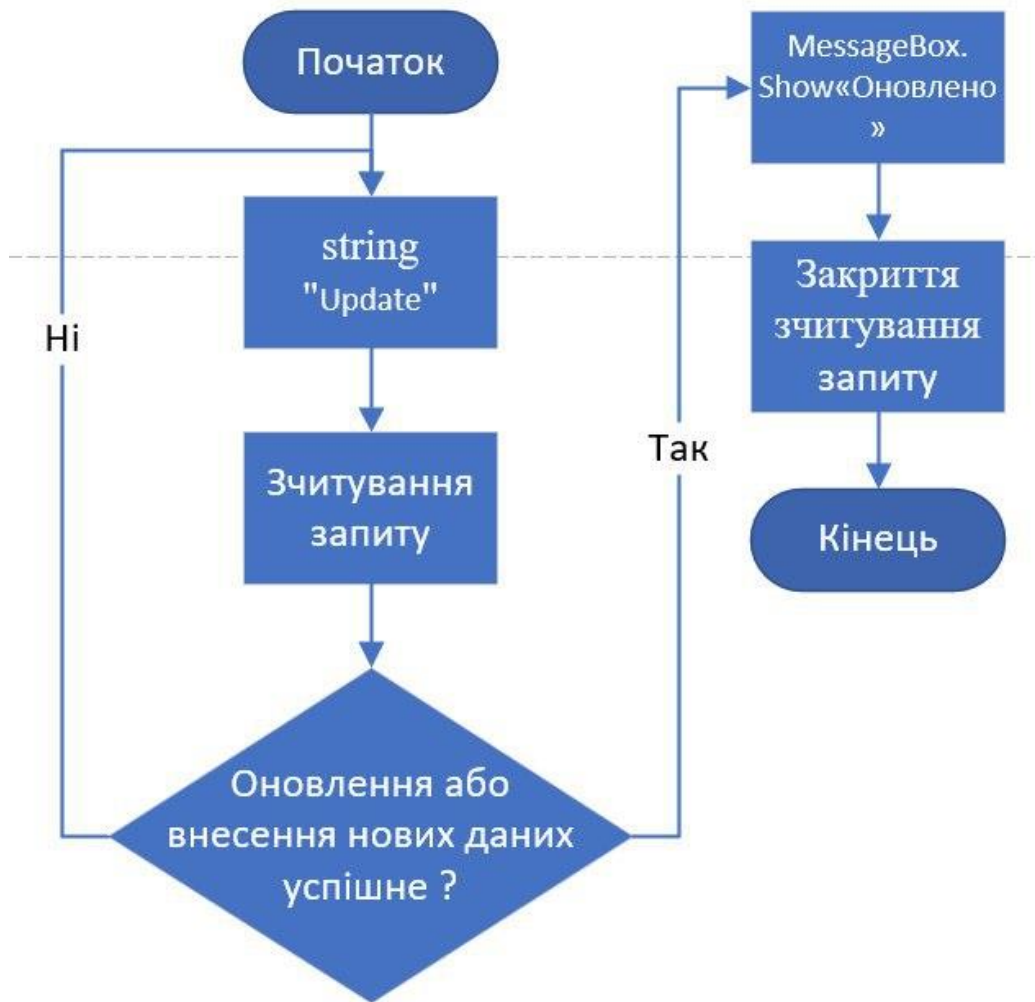 Початок
string
"Update"
Ні
Зчитування
запиту
Оновлення або
внесення нових даних
успішне ?
Так
MessageBox.
Show«Оновлено
»
Закриття
зчитування
запиту
Кінець